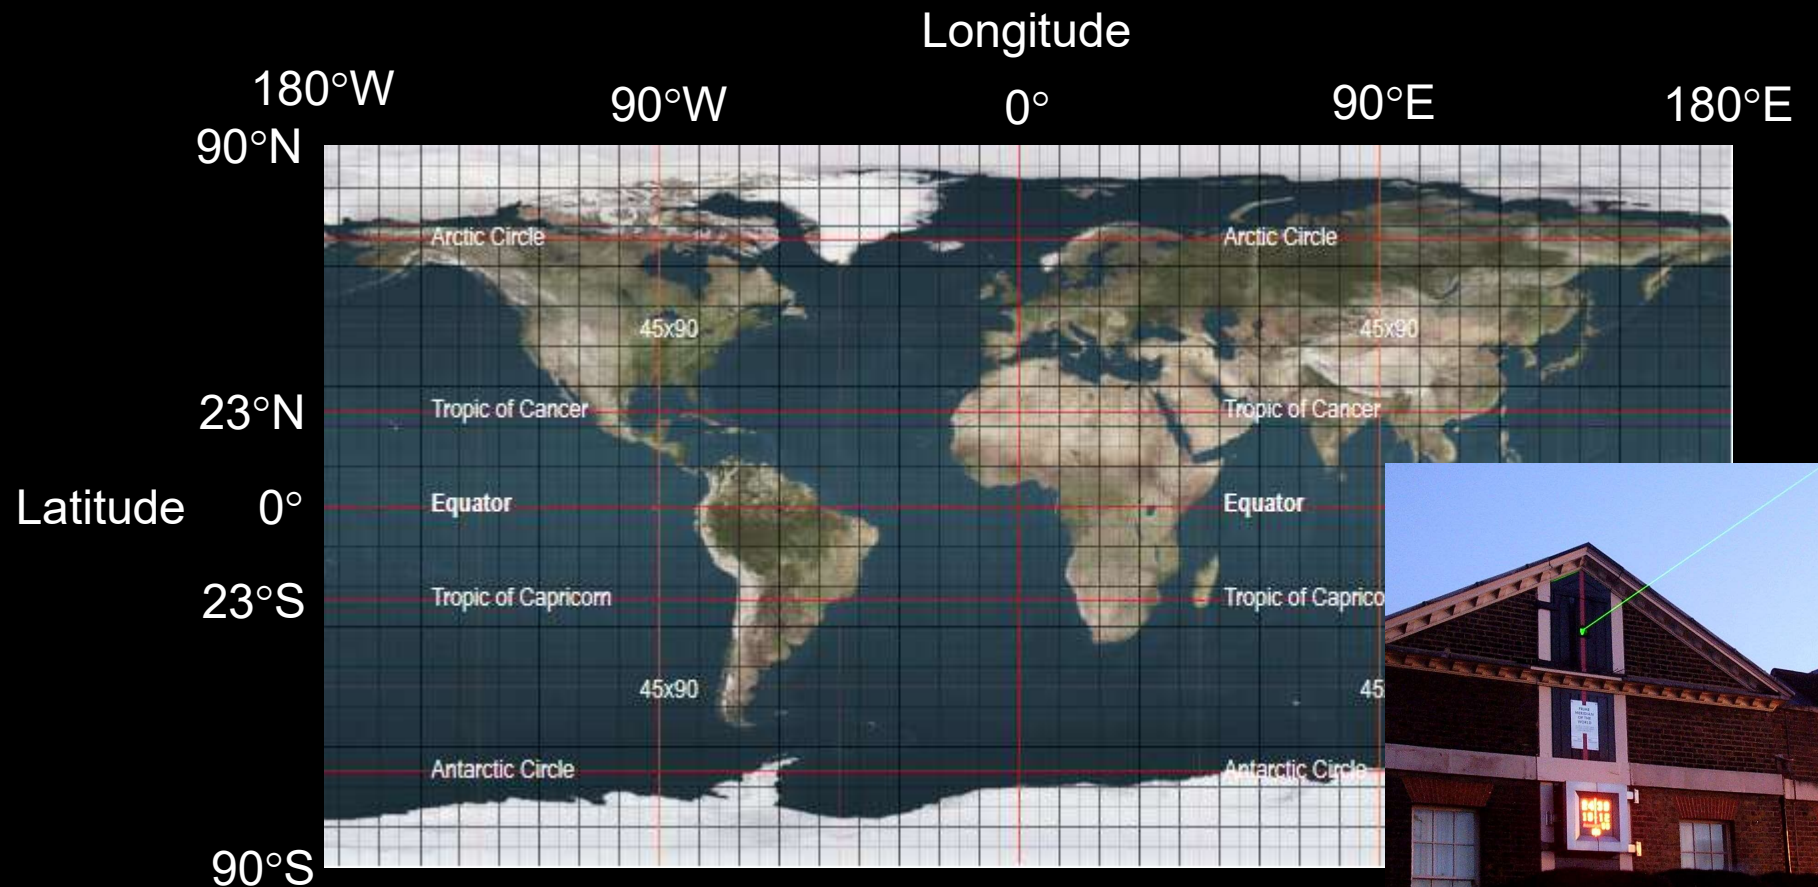 Longitude
180°W
90°W
0°
90°E
180°E
90°N
Arctic Circle
Arctic Circle
45x90
45x90
23°N
Tropic of Cancer
Tropic of Cancer
Latitude
0°
Equator
Equator
23°S
Tropic of Capricorn
Tropic of Caprico
45x90
45
Antarctic Circle
Antarctic Circle
90°S